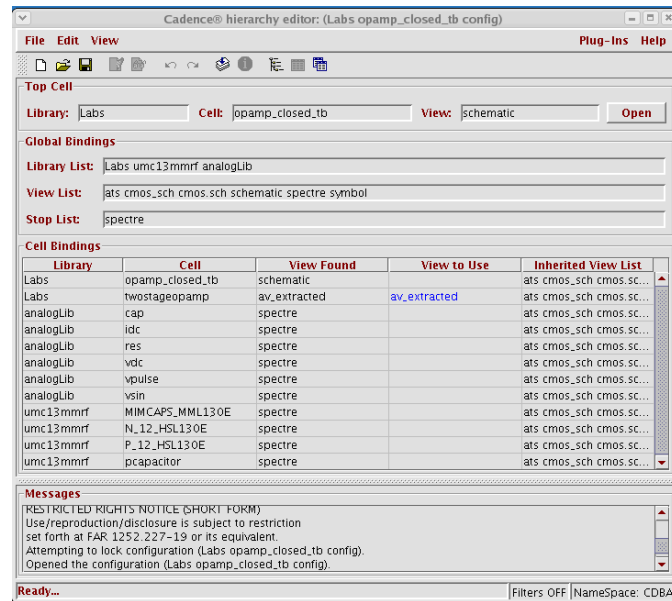 Cadence® hierarchy editor: (Labs opamp_closed_tb config)
File Edit View Plug-Ins Help
Top Cell
Library: Labs Cell: opamp_closed_tb View: schematic Open
Global Bindings
Library List: Labs umc13mmrf analogLib
View List: ats cmos_sch cmos.sch schematic spectre symbol
Stop List: spectre
Cell Bindings
Library Cell View Found View to Use Inherited View List
Labs opamp_closed_tb schematic ats cmos_sch cmos.sc...
Labs twostageopamp av_extracted av_extracted ats cmos_sch cmos.sc...
analogLib cap spectre ats cmos_sch cmos.sc...
analogLib idc spectre ats cmos_sch cmos.sc...
analogLib res spectre ats cmos_sch cmos.sc...
analogLib vdc spectre ats cmos_sch cmos.sc...
analogLib vpulse spectre ats cmos_sch cmos.sc...
analogLib vsin spectre ats cmos_sch cmos.sc...
umc13mmrf MIMCAPS_MML130E spectre ats cmos_sch cmos.sc...
umc13mmrf N_12_HSL130E spectre ats cmos_sch cmos.sc...
umc13mmrf P_12_HSL130E spectre ats cmos_sch cmos.sc...
umc13mmrf pcapacitor spectre ats cmos_sch cmos.sc...
Messages
RESTRICTED RIGHTS NOTICE (SHORT FORM)
Use/reproduction/disclosure is subject to restriction
set forth at FAR 1252.227-19 or its equivalent.
Attempting to lock configuration (Labs opamp_closed_tb config).
Opened the configuration (Labs opamp_closed_tb config).
Ready... Filters OFF NameSpace: CDBA